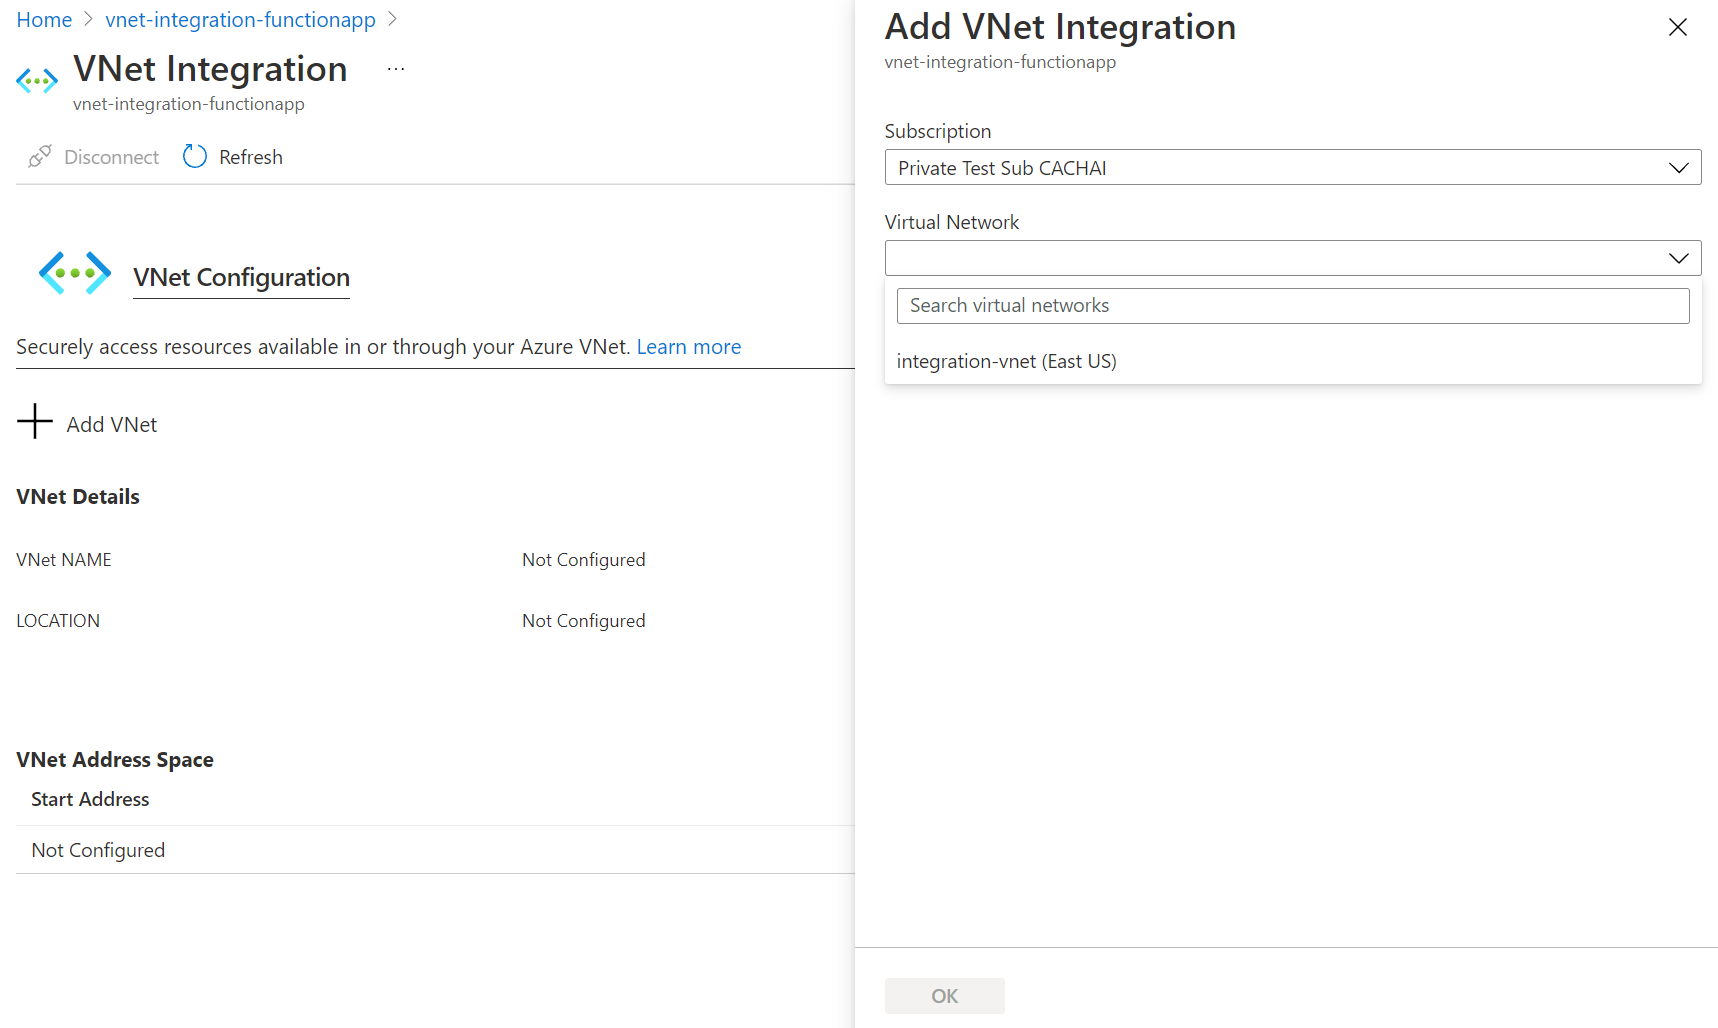 Home > vnet-integration-functionapp >
VNet Integration ...
vnet-integration-functionapp
Disconnect Refresh
VNet Configuration
Securely access resources available in or through your Azure VNet. Learn more
Add VNet
VNet Details
VNet NAME Not Configured
LOCATION Not Configured
VNet Address Space
Start Address
Not Configured
Add VNet Integration
vnet-integration-functionapp
Subscription
Private Test Sub CACHAI
Virtual Network
Search virtual networks
integration-vnet (East US)
OK